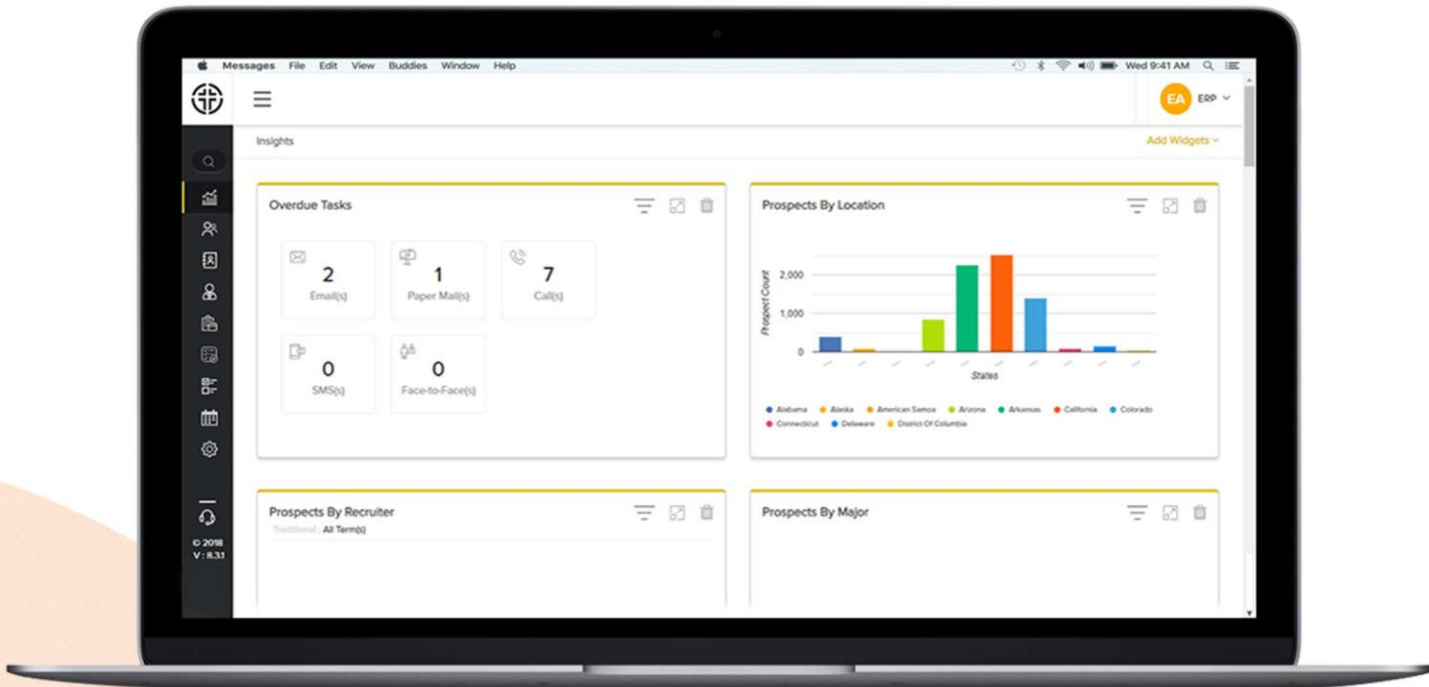 Messages File Edit View Buddies Window Help Wed 9:41 AM
EA ERP
Insights Add Widgets
Overdue Tasks
2
Email(s)
1
Paper Mail(s)
7
Call(s)
0
SMS(s)
0
Face-to-Face(s)
Prospects By Location
Prospect Count
2,000
1,000
0
States
Alabama Alaska American Samoa Arizona Arkansas California Colorado
Connecticut Delaware District Of Columbia
Prospects By Recruiter
Traditional : All Term(s)
Prospects By Major
© 2018
V : 8.3.1